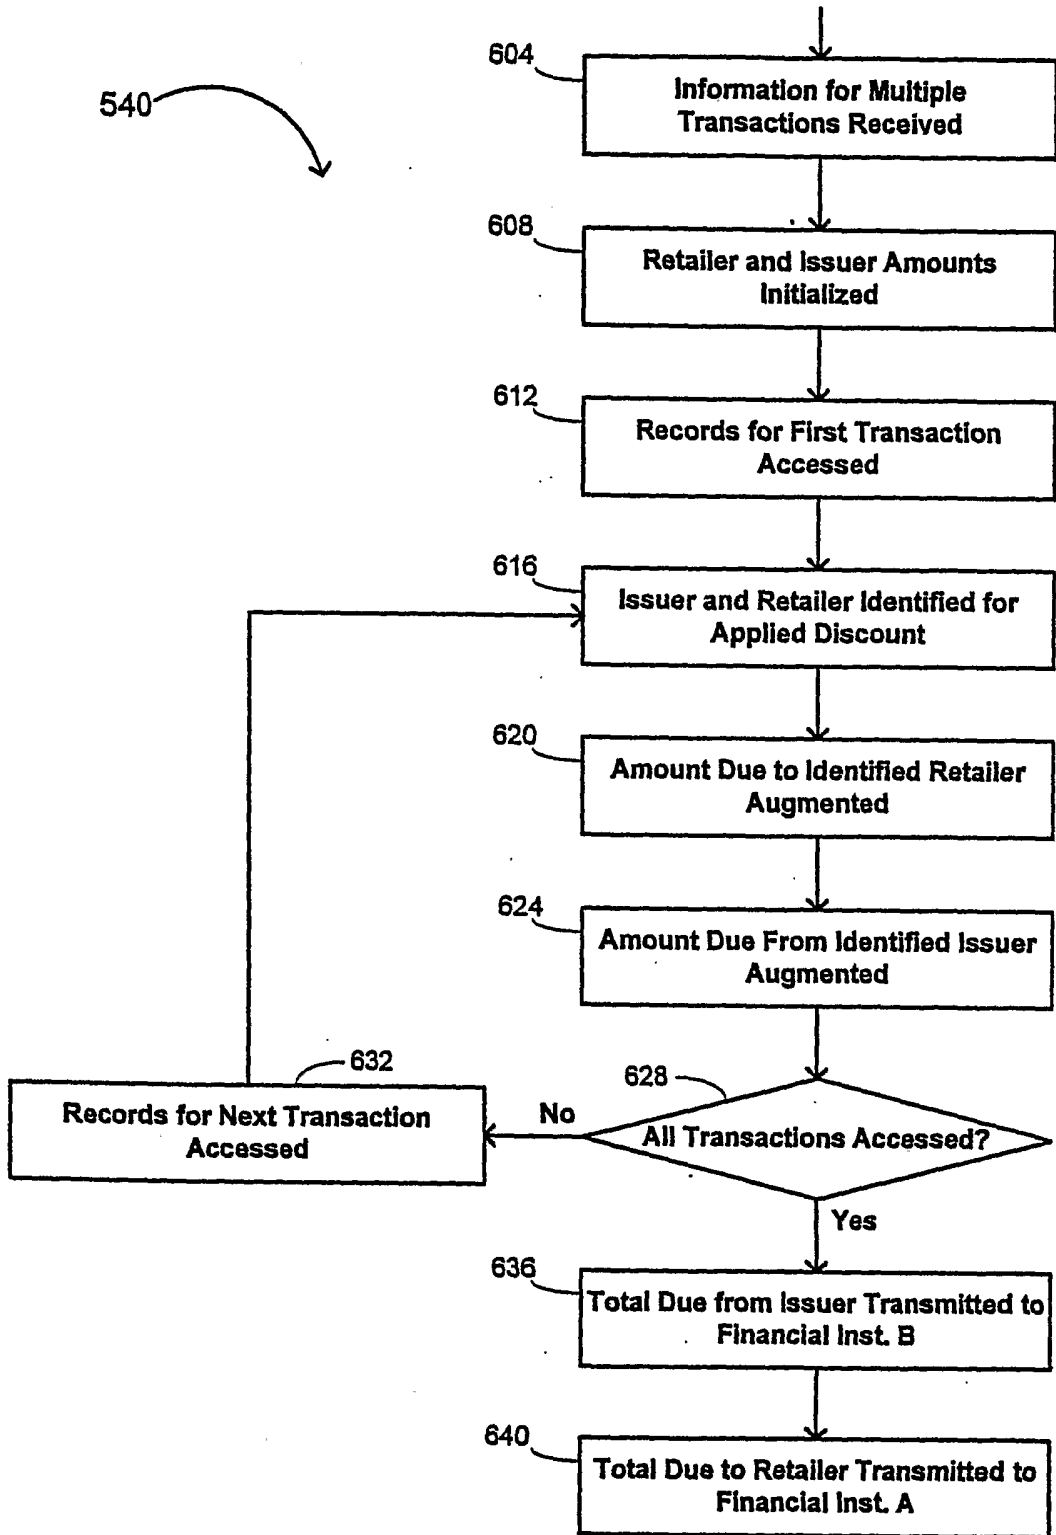 540
604
Information for Multiple
Transactions Received
608
Retailer and Issuer Amounts
Initialized
612
Records for First Transaction
Accessed
616
Issuer and Retailer Identified for
Applied Discount
620
Amount Due to Identified Retailer
Augmented
624
Amount Due From Identified Issuer
Augmented
628
All Transactions Accessed?
No
632
Records for Next Transaction
Accessed
Yes
636
Total Due from Issuer Transmitted to
Financial Inst. B
640
Total Due to Retailer Transmitted to
Financial Inst. A